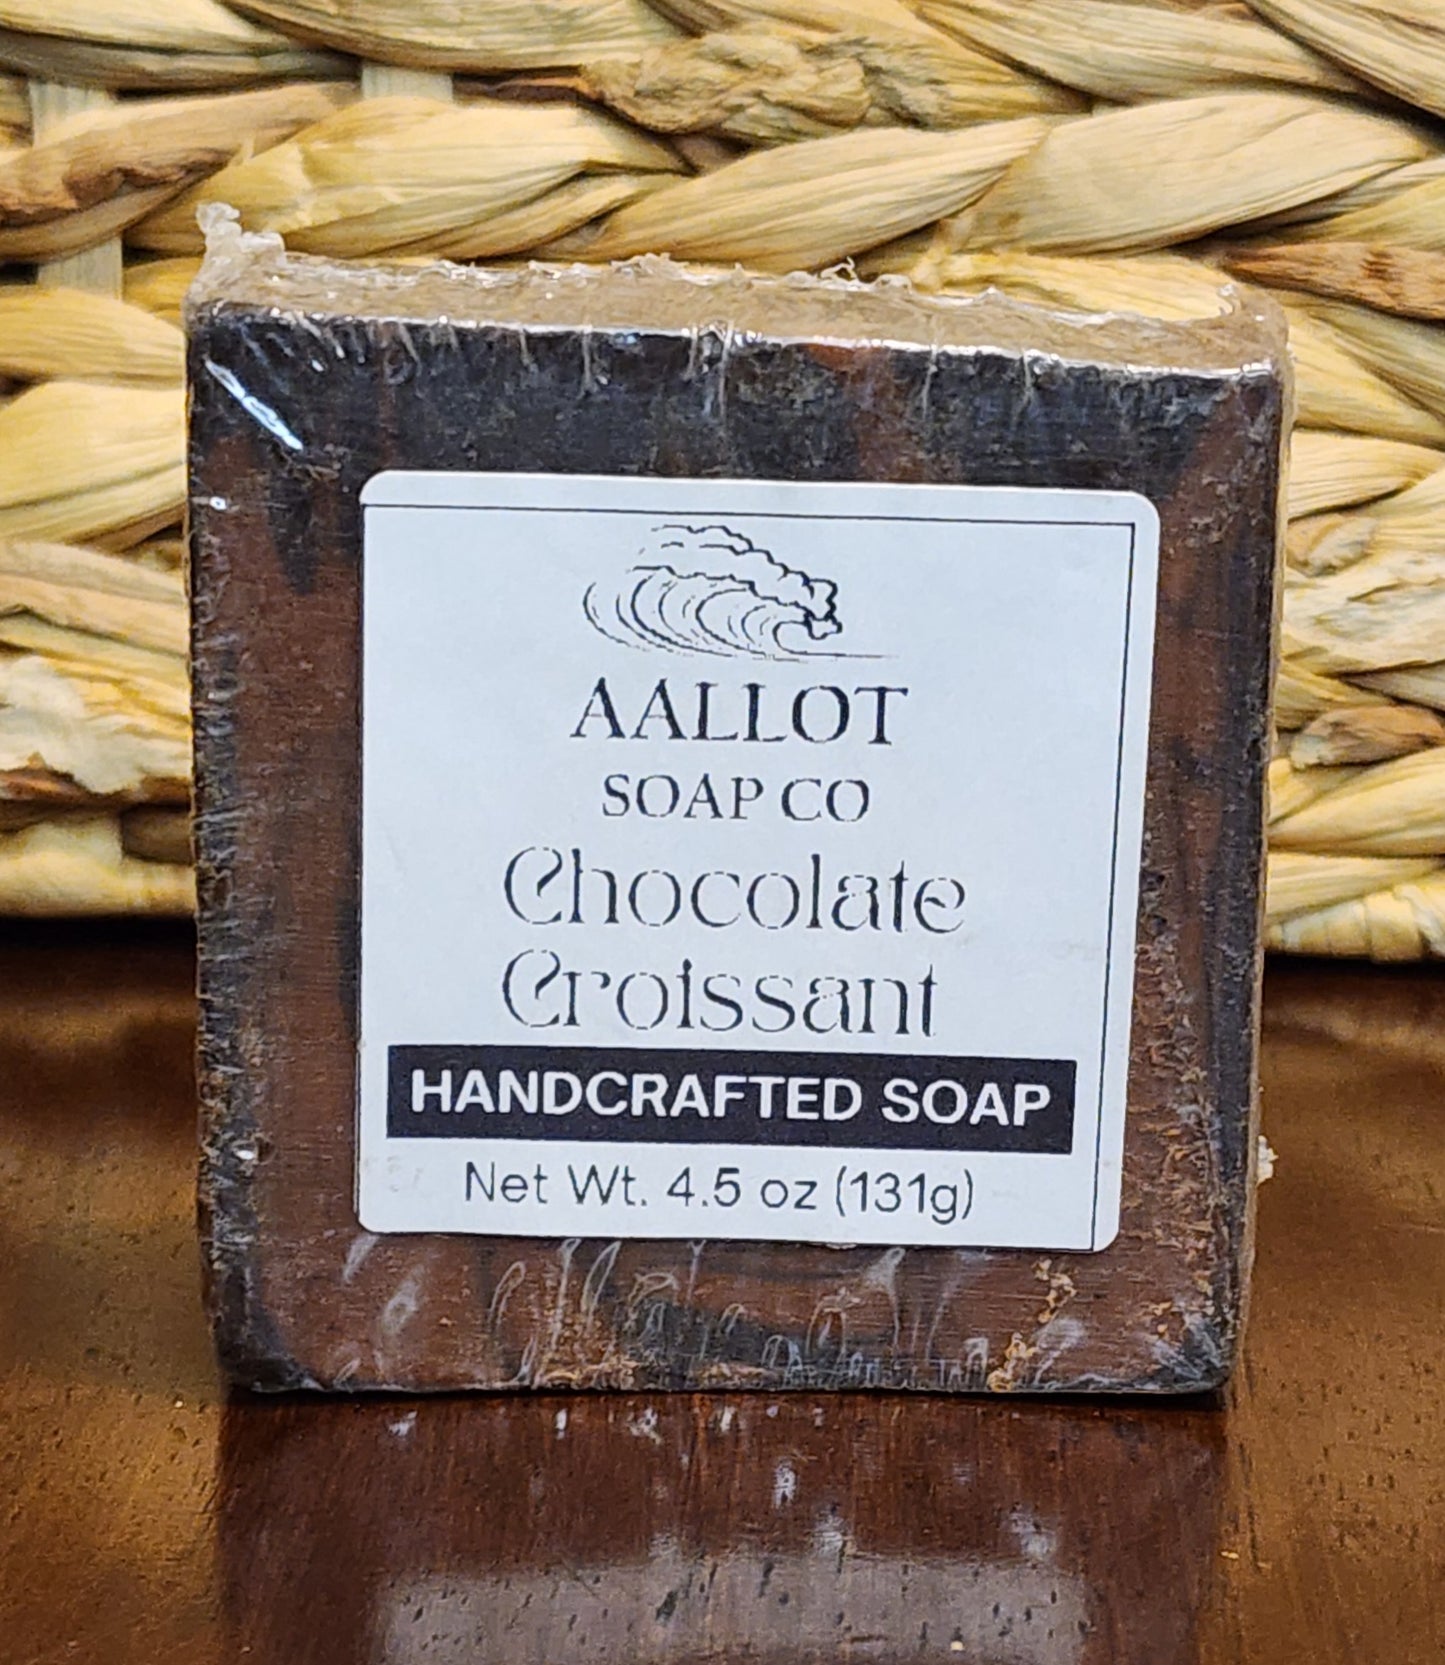 AALLOT
SOAP CO
Chocolate
Croissant
HANDCRAFTED SOAP
Net Wt. 4.5 oz (131g)